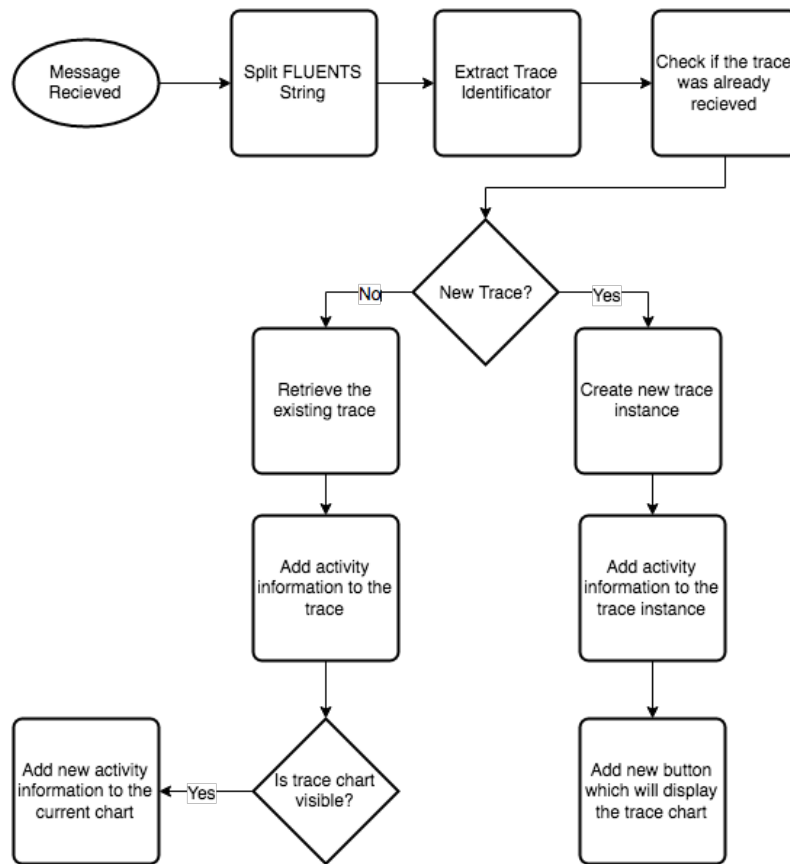 Message
Recieved
Split FLUENTS
String
Extract Trace
Identificator
Check if the trace
was already
recieved
New Trace?
No
Yes
Retrieve the
existing trace
Create new trace
instance
Add activity
information to the
trace
Add activity
information to the
trace instance
Add new activity
information to the
current chart
Yes
Is trace chart
visible?
Add new button
which will display
the trace chart